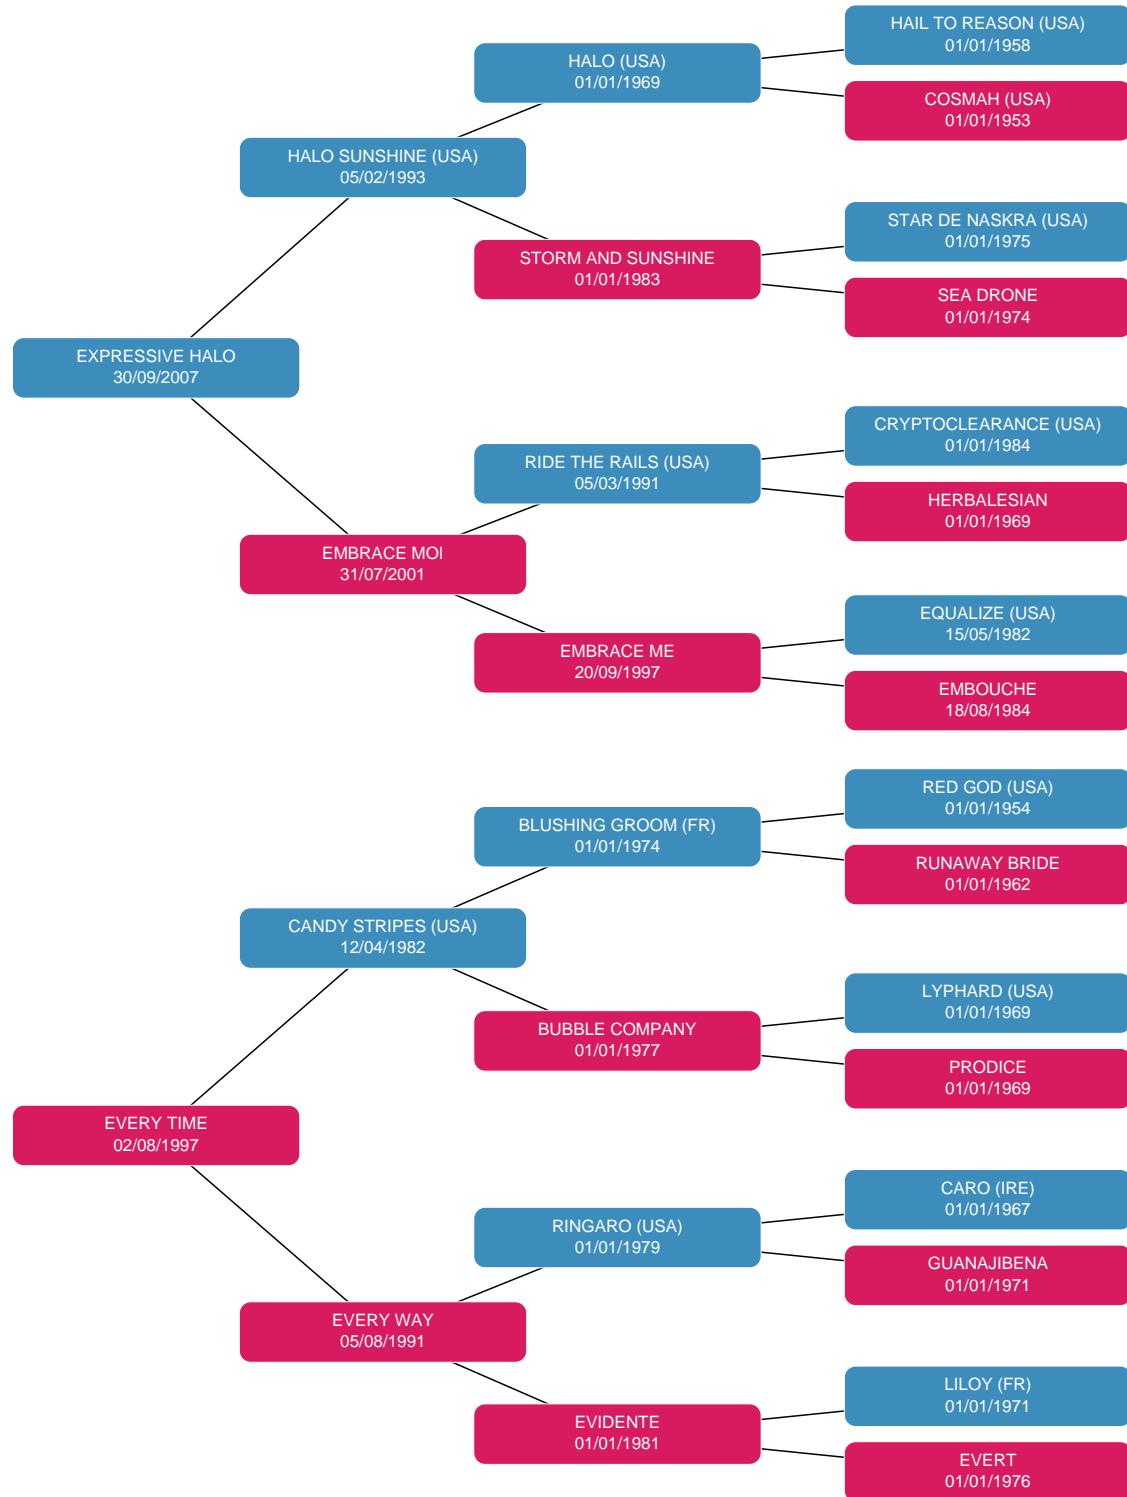 HAIL TO REASON (USA)
01/01/1958
HALO (USA)
01/01/1969
COSMAH (USA)
01/01/1953
HALO SUNSHINE (USA)
05/02/1993
STAR DE NASKRA (USA)
01/01/1975
STORM AND SUNSHINE
01/01/1983
SEA DRONE
01/01/1974
EXPRESSIVE HALO
30/09/2007
CRYPTOCLEARANCE (USA)
01/01/1984
RIDE THE RAILS (USA)
05/03/1991
HERBALESIAN
01/01/1969
EMBRACE MOI
31/07/2001
EQUALIZE (USA)
15/05/1982
EMBRACE ME
20/09/1997
EMBOUCHE
18/08/1984
RED GOD (USA)
01/01/1954
BLUSHING GROOM (FR)
01/01/1974
RUNAWAY BRIDE
01/01/1962
CANDY STRIPES (USA)
12/04/1982
LYPHARD (USA)
01/01/1969
BUBBLE COMPANY
01/01/1977
PRODICE
01/01/1969
EVERY TIME
02/08/1997
CARO (IRE)
01/01/1967
RINGARO (USA)
01/01/1979
GUANAJIBENA
01/01/1971
EVERY WAY
05/08/1991
LILOY (FR)
01/01/1971
EVIDENTE
01/01/1981
EVERT
01/01/1976